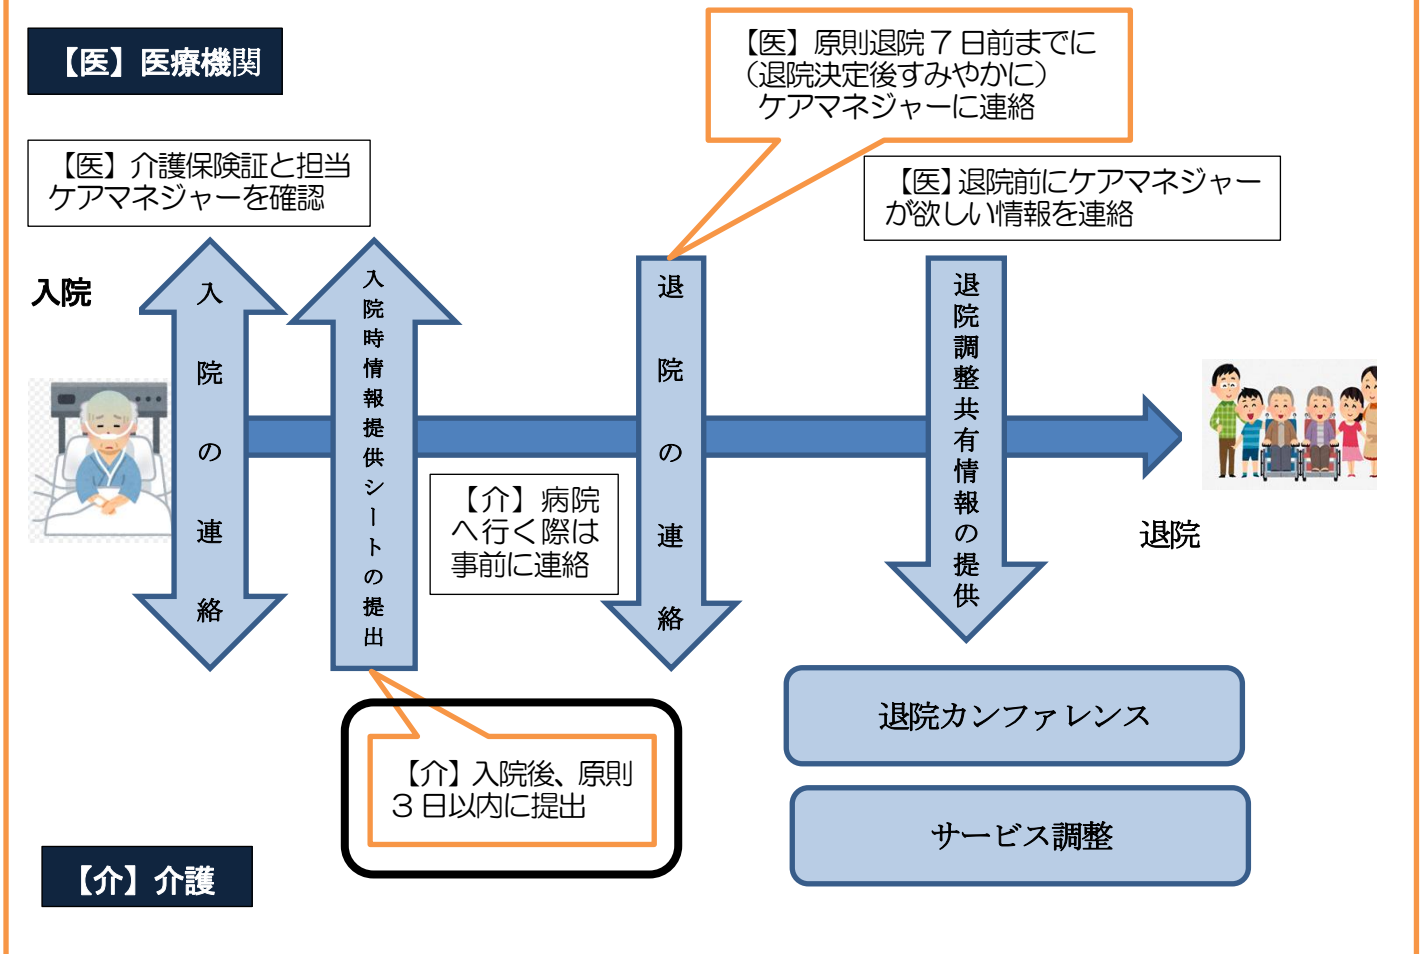 【医】医療機関
【医】原則退院７日前までに
（退院決定後すみやかに）
ケアマネジャーに連絡
【医】介護保険証と担当
ケアマネジャーを確認
【医】退院前にケアマネジャー
が欲しい情報を連絡
入院
入院の連絡
入院時情報提供シートの提出
退院の連絡
退院調整共有情報の提供
【介】病院
へ行く際は
事前に連絡
退院
退院カンファレンス
【介】入院後、原則
３日以内に提出
サービス調整
【介】介護